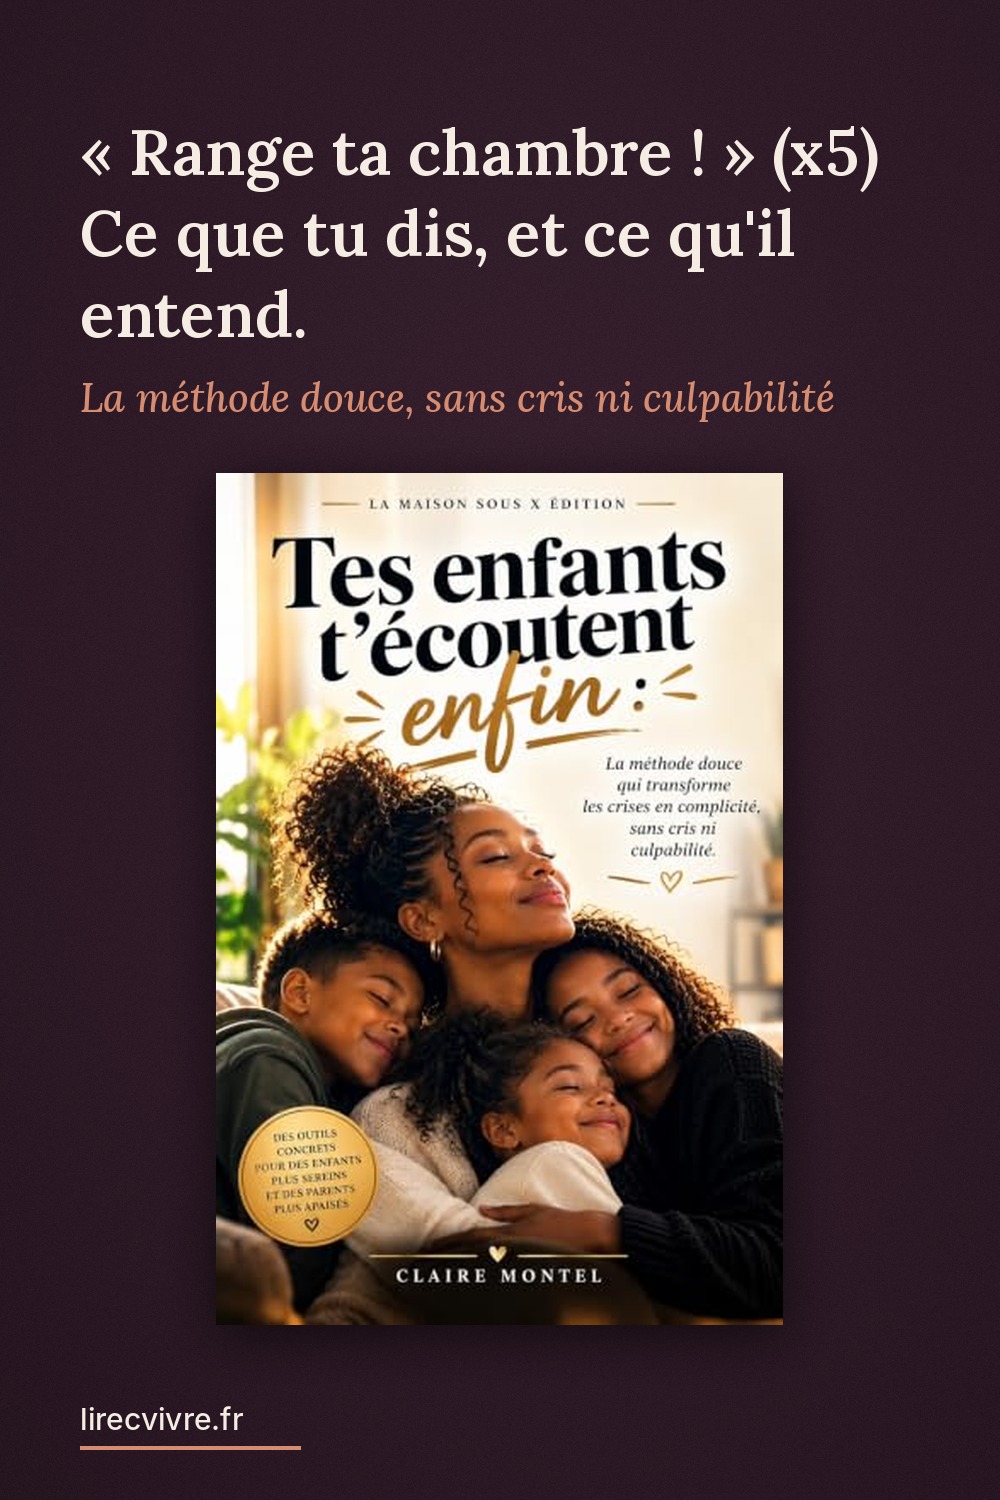 « Range ta chambre ! » (x5)
Ce que tu dis, et ce qu'il
entend.
La méthode douce, sans cris ni culpabilité
LA MAISON SOUS X ÉDITION
Tes enfants
t’écoutent
enfin :
La méthode douce
qui transforme
les crises en complicité,
sans cris ni
culpabilité.
DES OUTILS
CONCRETS
POUR DES ENFANTS
PLUS SEREINS
ET DES PARENTS
PLUS APAISÉS
CLAIRE MONTEL
lirecvivre.fr